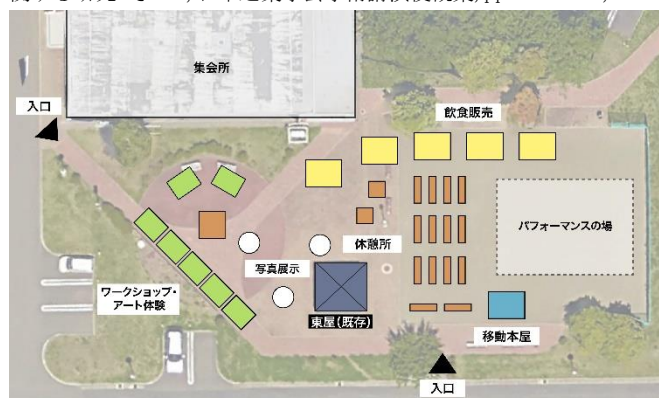 集会所
入口
飲食販売
パフォーマンスの場
休憩所
写真展示
ワークショップ・
アート体験
東屋(既存)
移動本屋
入口